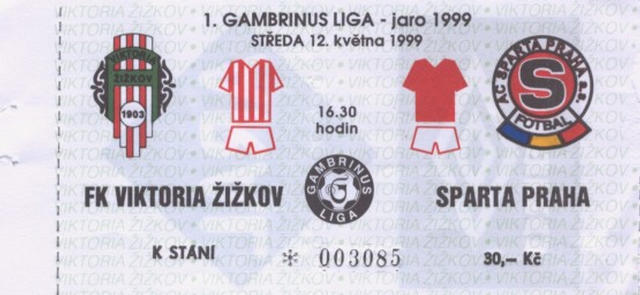 1. GAMBRINUS LIGA - jaro 1999
STŘEDA 12. května 1999
VIKTORIA
ŽIŽKOV
1903
16.30
hodin
AC SPARTA PRAHA a.s.
S
FOTBAL
FK VIKTORIA ŽIŽKOV
GAMBRINUS
G
LIGA
SPARTA PRAHA
K STÁNÍ
* 003085
30,– Kč